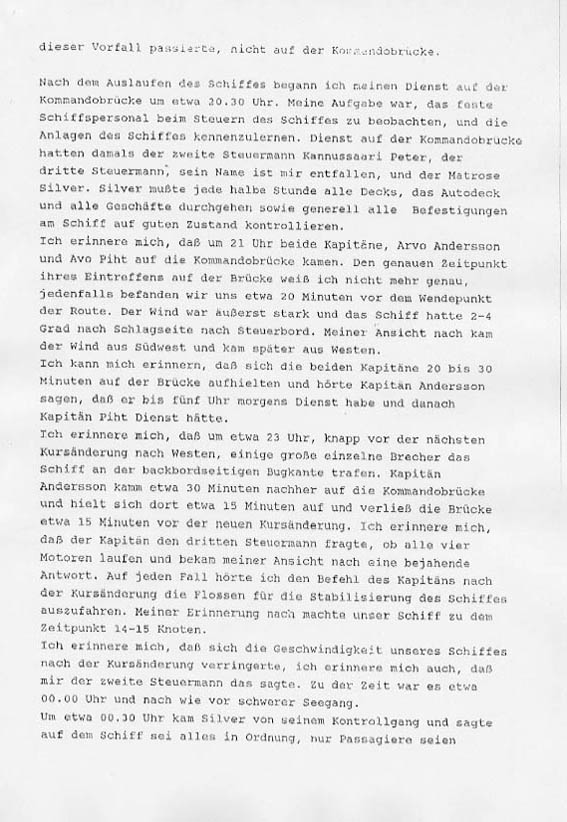 dieser Vorfall passierte, nicht auf der Kommandobrücke.
Nach dem Auslaufen des Schiffes begann ich meinen Dienst auf der
Kommandobrücke um etwa 20.30 Uhr. Meine Aufgabe war, das feste
Schiffspersonal beim Steuern des Schiffes zu beobachten, und die
Anlagen des Schiffes kennenzulernen. Dienst auf der Kommandobrücke
hatten damals der zweite Steuermann Kannussaari Peter, der
dritte Steuermann, sein Name ist mir entfallen, und der Matrose
Silver. Silver mußte jede halbe Stunde alle Decks, das Autodeck
und alle Geschäfte durchgehen sowie generell alle Befestigungen
am Schiff auf guten Zustand kontrollieren.
Ich erinnere mich, daß um 21 Uhr beide Kapitäne, Arvo Andersson
und Avo Piht auf die Kommandobrücke kamen. Den genauen Zeitpunkt
ihres Eintreffens auf der Brücke weiß ich nicht mehr genau,
jedenfalls befanden wir uns etwa 20 Minuten vor dem Wendepunkt
der Route. Der Wind war äußerst stark und das Schiff hatte 2-4
Grad nach Schlagseite nach Steuerbord. Meiner Ansicht nach kam
der Wind aus Südwest und kam später aus Westen.
Ich kann mich erinnern, daß sich die beiden Kapitäne 20 bis 30
Minuten auf der Brücke aufhielten und hörte Kapitän Andersson
sagen, daß er bis fünf Uhr morgens Dienst habe und danach
Kapitän Piht Dienst hätte.
Ich erinnere mich, daß um etwa 23 Uhr, knapp vor der nächsten
Kursänderung nach Westen, einige große einzelne Brecher das
Schiff an der backbordseitigen Bugkante trafen. Kapitän
Andersson kamm etwa 30 Minuten nachher auf die Kommandobrücke
und hielt sich dort etwa 15 Minuten auf und verließ die Brücke
etwa 15 Minuten vor der neuen Kursänderung. Ich erinnere mich,
daß der Kapitän den dritten Steuermann fragte, ob alle vier
Motoren laufen und bekam meiner Ansicht nach eine bejahende
Antwort. Auf jeden Fall hörte ich den Befehl des Kapitäns nach
der Kursänderung die Flossen für die Stabilisierung des Schiffes
auszufahren. Meiner Erinnerung nach machte unser Schiff zu dem
Zeitpunkt 14-15 Knoten.
Ich erinnere mich, daß sich die Geschwindigkeit unseres Schiffes
nach der Kursänderung verringerte, ich erinnere mich auch, daß
mir der zweite Steuermann das sagte. Zu der Zeit war es etwa
00.00 Uhr und nach wie vor schwerer Seegang.
Um etwa 00.30 Uhr kam Silver von seinem Kontrollgang und sagte
auf dem Schiff sei alles in Ordnung, nur Passagiere seien